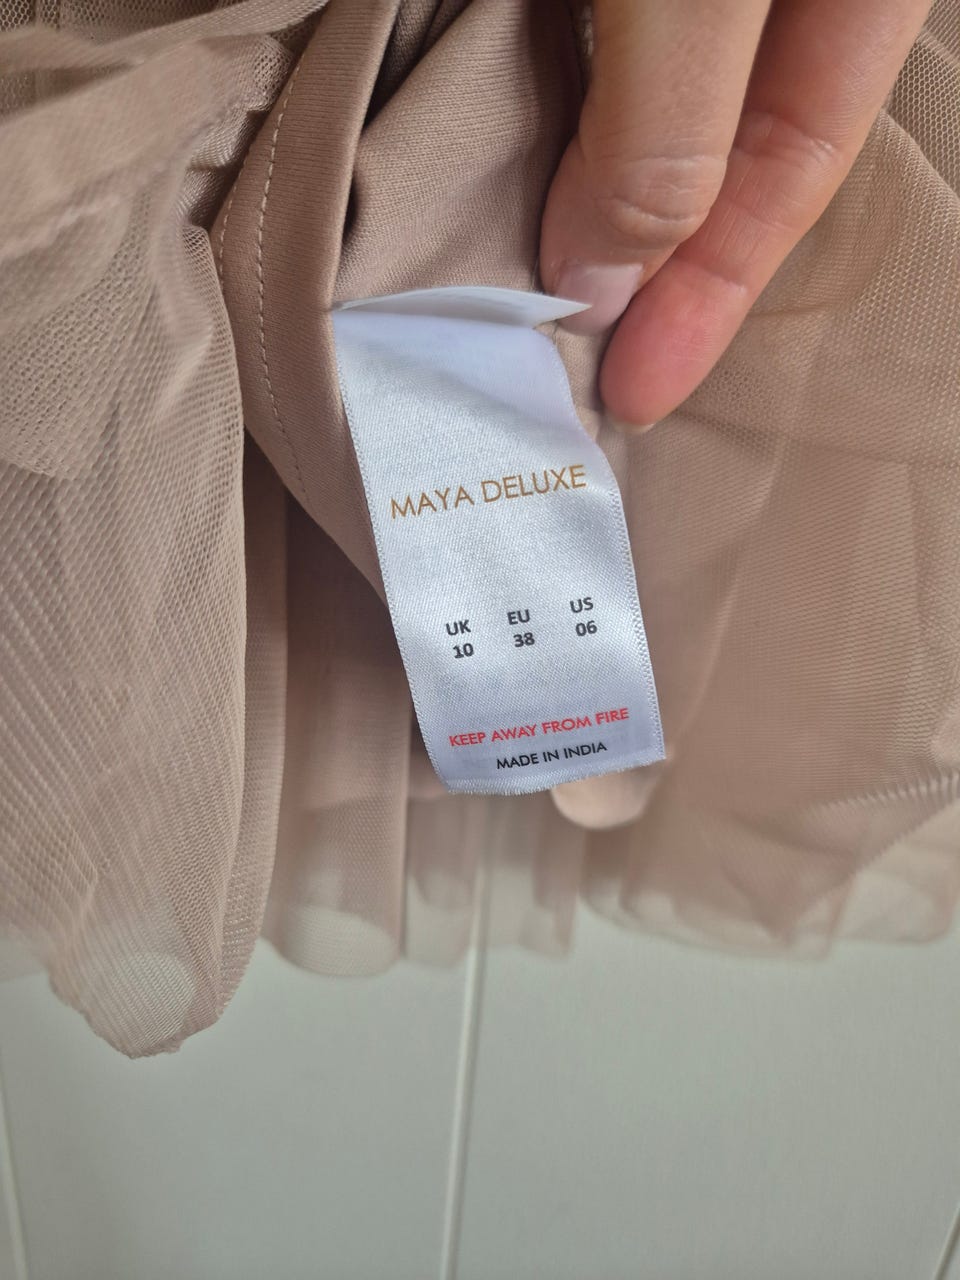 MAYA DELUXE
UK EU US
10 38 06
KEEP AWAY FROM FIRE
MADE IN INDIA